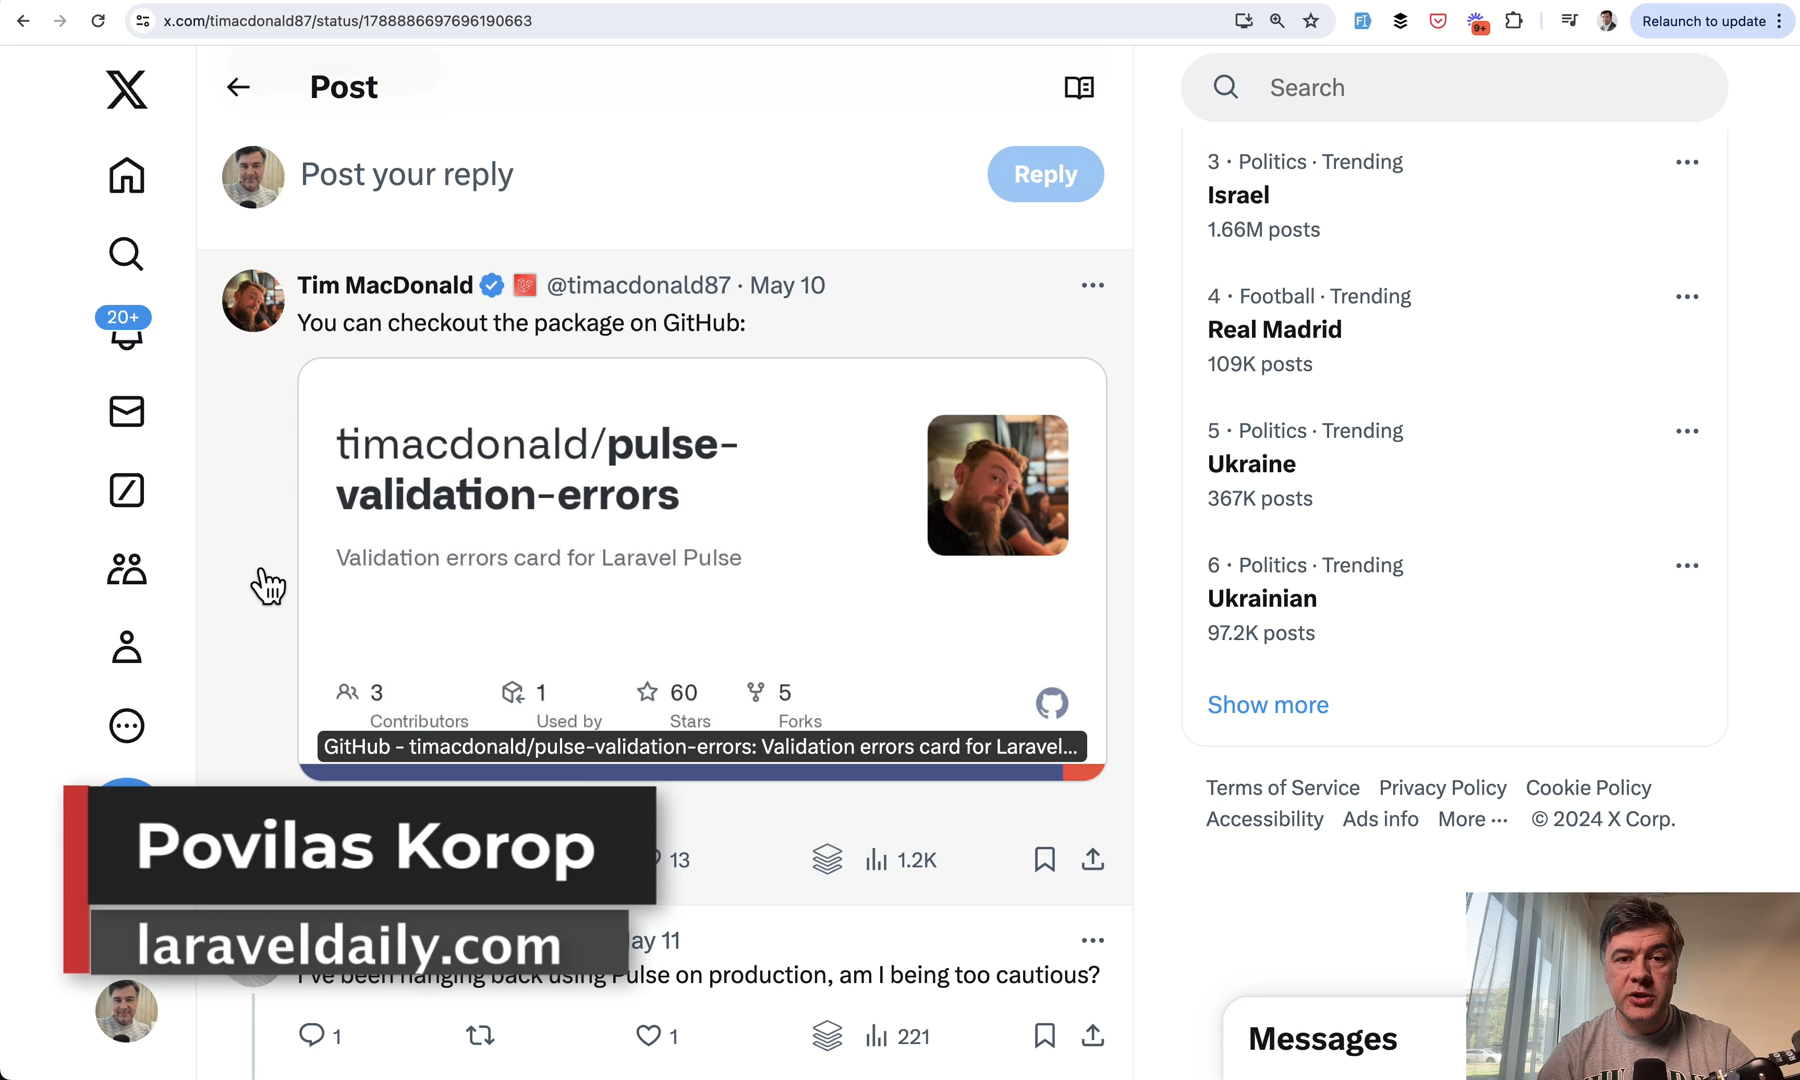 x.com/timacdonald87/status/1788886697696190663
9+
Relaunch to update
Post
Search
Post your reply
Reply
3 · Politics · Trending
Israel
1.66M posts
Tim MacDonald @timacdonald87 · May 10
You can checkout the package on GitHub:
4 · Football · Trending
Real Madrid
109K posts
20+
timacdonald/pulse-
validation-errors
Validation errors card for Laravel Pulse
5 · Politics · Trending
Ukraine
367K posts
6 · Politics · Trending
Ukrainian
97.2K posts
3
Contributors
1
Used by
60
Stars
5
Forks
GitHub - timacdonald/pulse-validation-errors: Validation errors card for Laravel...
Show more
Terms of Service Privacy Policy Cookie Policy
Accessibility Ads info More ··· © 2024 X Corp.
Povilas Korop
laraveldaily.com
13
1.2K
ay 11
I've been hanging back using Pulse on production, am I being too cautious?
1
1
221
Messages